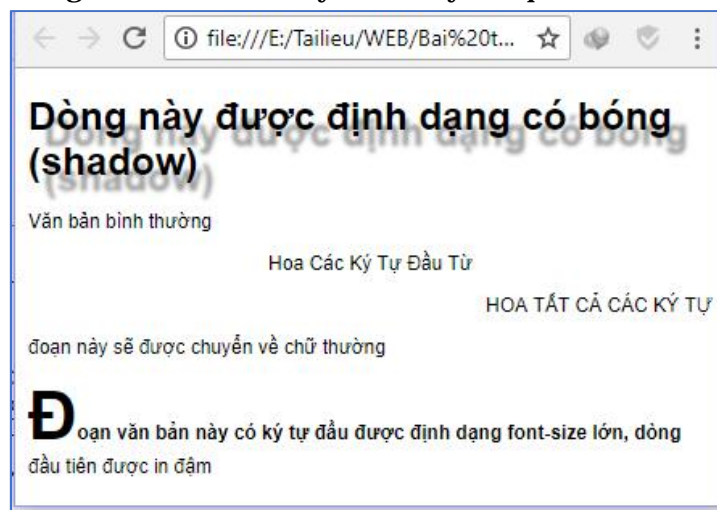 file:///E:/Tailieu/WEB/Bai%20t...
Dòng này được định dạng có bóng
(shadow)
Văn bản bình thường
Hoa Các Ký Tự Đầu Từ
HOA TẤT CẢ CÁC KÝ TỰ
đoạn này sẽ được chuyển về chữ thường
Đoạn văn bản này có ký tự đầu được định dạng font-size lớn, dòng
đầu tiên được in đậm